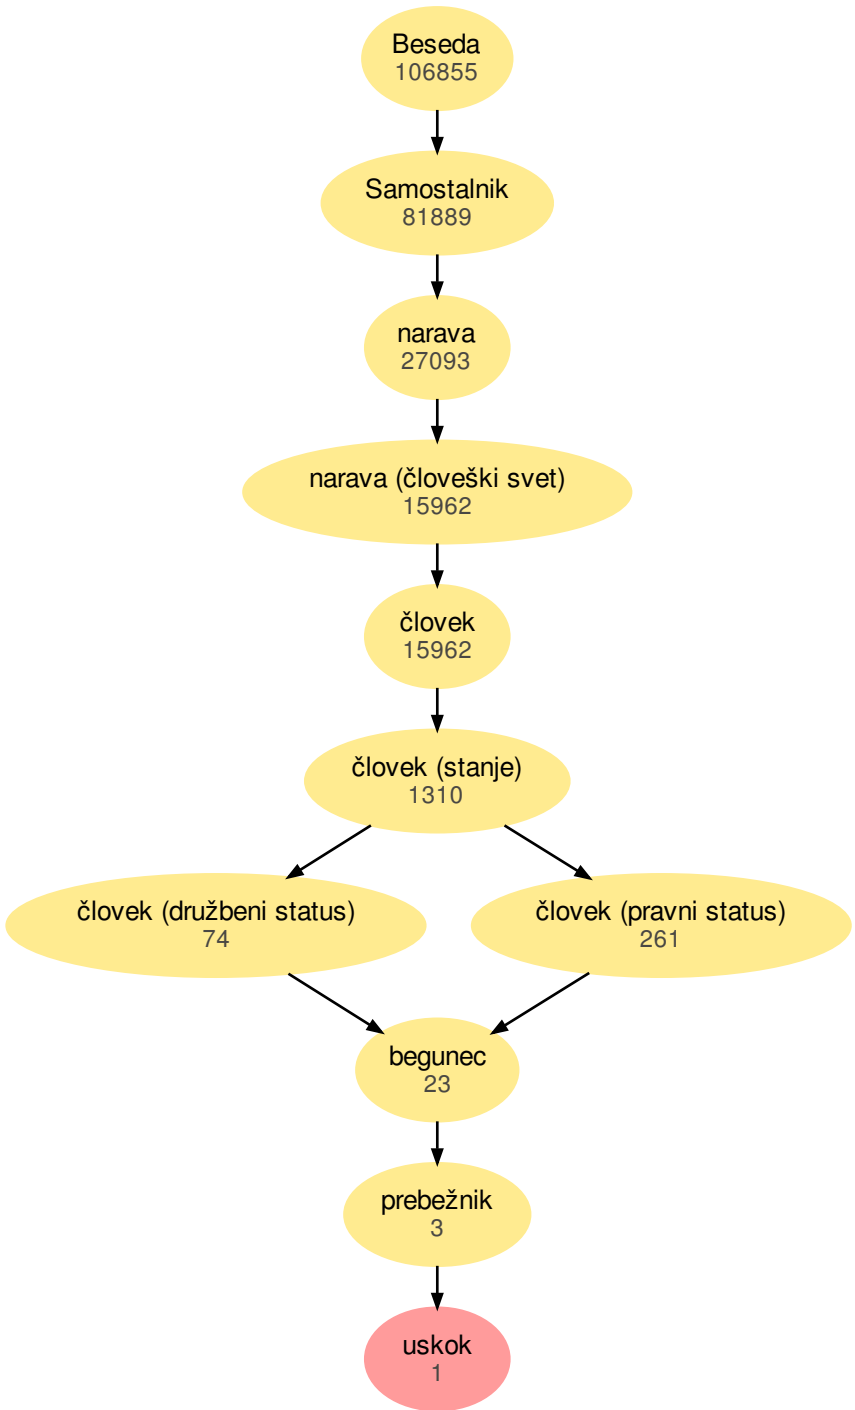 Beseda
106855
Samostalnik
81889
narava
27093
narava (človeški svet)
15962
človek
15962
človek (stanje)
1310
človek (družbeni status)
74
človek (pravni status)
261
begunec
23
prebežnik
3
uskok
1